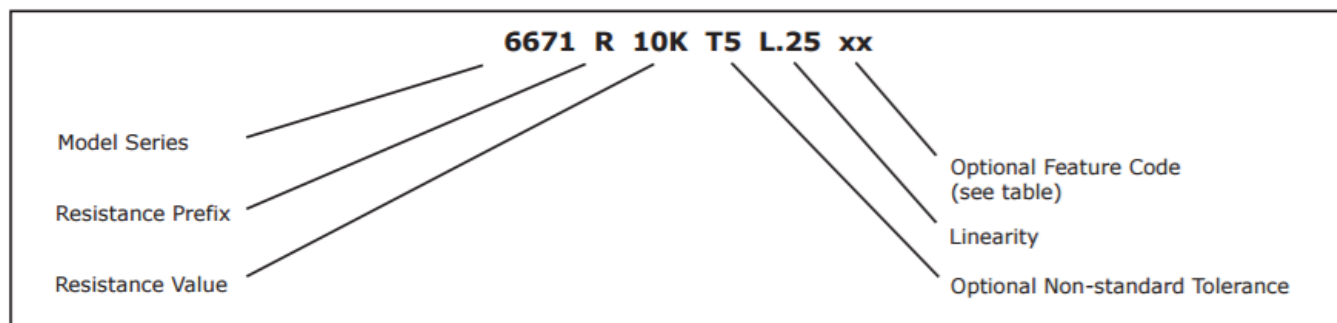 6671 R 10K T5 L.25 xx
Model Series
Resistance Prefix
Resistance Value
Optional Feature Code
(see table)
Linearity
Optional Non-standard Tolerance